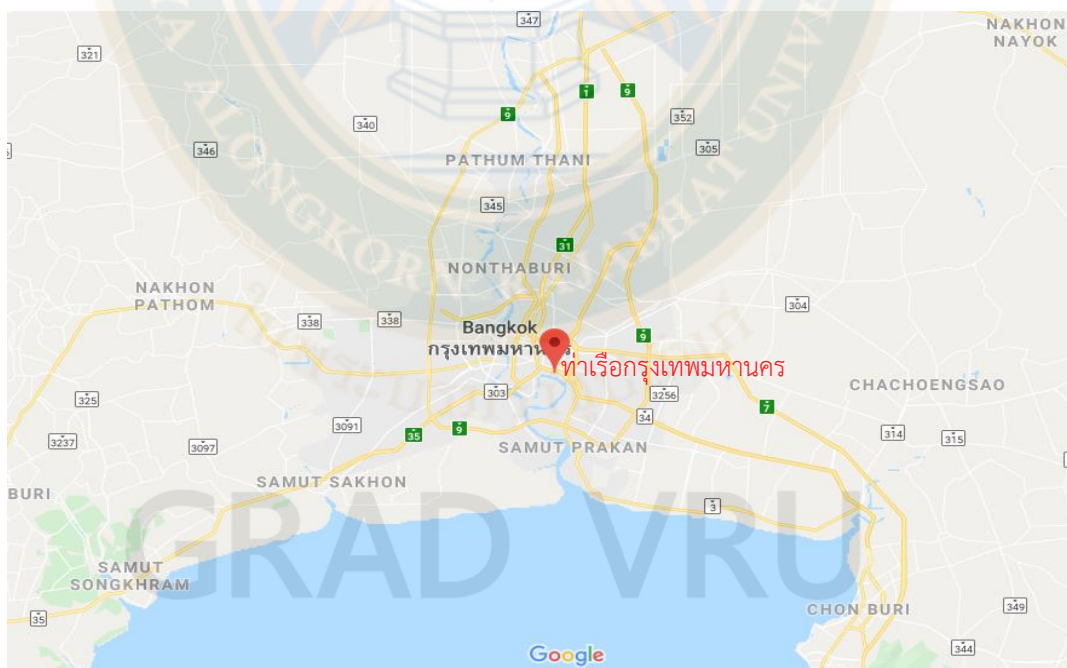 347
NAKHON
NAYOK
321
1
9
9
352
340
346
305
PATHUM THANI
345
31
NONTHABURI
NAKHON
PATHOM
304
338
338
Bangkok
9
กรุงเทพมหานคร
ท่าเรือกรุงเทพมหานคร
CHACHOENGSAO
303
3256
325
7
34
3091
9
35
314
315
3237
3097
SAMUT PRAKAN
SAMUT SAKHON
BURI
3
GRAD VRU
SAMUT
SONGKHRAM
CHON BURI
349
35
344
Google
ALONGKORN RAJABHAT UNIVE